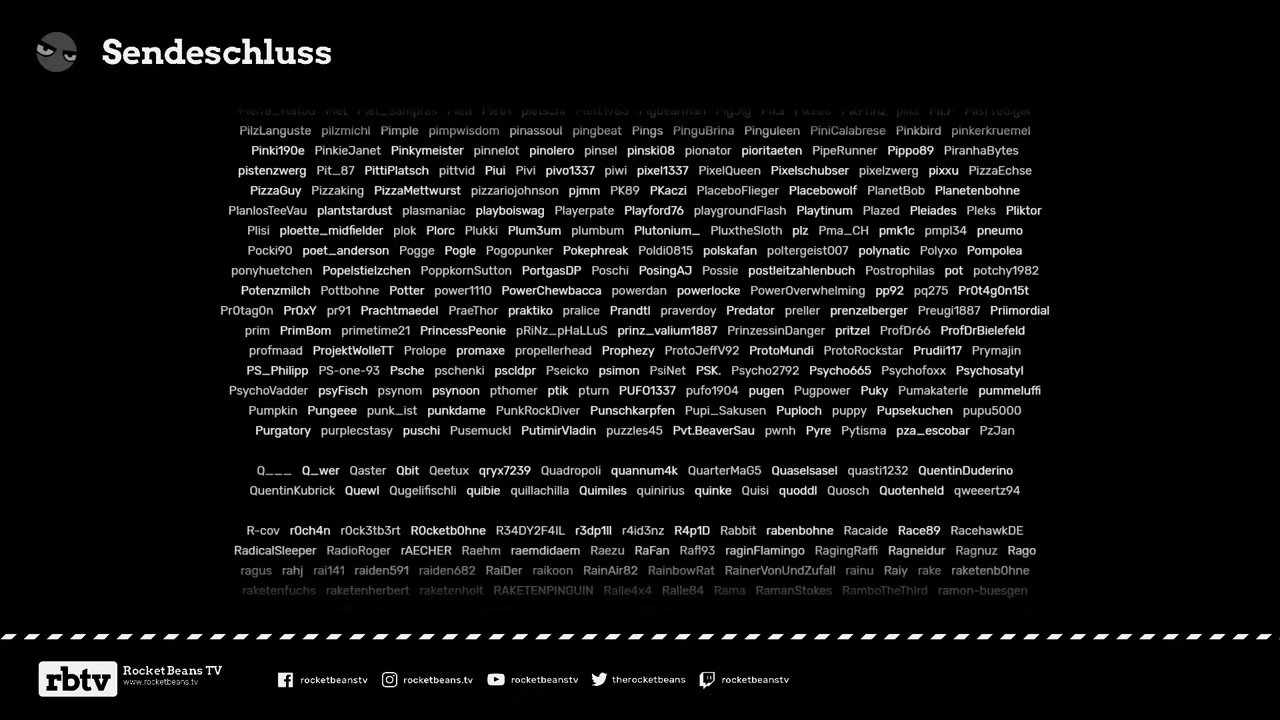 Sendeschluss
PilzLanguste pilzmichl Pimple pimpwisdom pinassoul pingbeat Pings PinguBrina Pinguleen PiniCalabrese Pinkbird pinkerkruemel
Pinki190e PinkieJanet Pinkymeister pinnelot pinolero pinsel pinski08 pionator pioritaeten PipeRunner Pippo89 PiranhaBytes
pistenzwerg Pit_87 PittiPlatsch pittvid Piui Pivi pivo1337 piwi pixel1337 PixelQueen Pixelschubser pixelzwerg pixxu PizzaEchse
PizzaGuy Pizzaking PizzaMettwurst pizzariojohnson pjmm PK89 PKaczi PlaceboFlieger Placebowolf PlanetBob Planetenbohne
PlanlosTeeVau plantstardust plasmaniac playboiswag Playerpate Playford76 playgroundFlash Playtinum Plazed Pleiades Pleks Pliktor
Plisi ploette_midfielder plok Plorc Plukki Plum3um plumbum Plutonium_ PluxtheSloth plz Pma_CH pmk1c pmpl34 pneumo
Pocki90 poet_anderson Pogge Pogle Pogopunker Pokephreak Poldi0815 polskafan poltergeist007 polynatic Polyxo Pompolea
ponyhuetchen Popelstielzchen PoppkornSutton PortgasDP Poschi PosingAJ Possie postleitzahlenbuch Postrophilas pot potchy1982
Potenzmilch Pottbohne Potter power1110 PowerChewbacca powerdan powerlocke PowerOverwhelming pp92 pq275 Pr0t4g0n15t
Pr0tag0n Pr0xY pr91 Prachtmaedel PraeThor praktiko pralice Prandtl praverdoy Predator preller prenzelberger Preugi1887 Priimordial
prim PrimBom primetime21 PrincessPeonie pRiNz_pHaLLuS prinz_valium1887 PrinzessinDanger pritzel ProfDr66 ProfDrBielefeld
profmaad ProjektWolleTT Prolope promaxe propellerhead Prophezy ProtoJeffV92 ProtoMundi ProtoRockstar Prudii117 Prymajin
PS_Philipp PS-one-93 Psche pschenki pscldpr Pseicko psimon PsiNet PSK. Psycho2792 Psycho665 Psychofoxx Psychosatyl
PsychoVadder psyFisch psynom psynoon pthomer ptik pturn PUFO1337 pufo1904 pugen Pugpower Puky Pumakaterle pummeluffi
Pumpkin Pungeee punk_ist punkdame PunkRockDiver Punschkarpfen Pupi_Sakusen Puploch puppy Pupsekuchen pupu5000
Purgatory purplecstasy puschi Pusemuckl PutimirVladin puzzles45 Pvt.BeaverSau pwnh Pyre Pytisma pza_escobar PzJan
Q___ Q_wer Qaster Qbit Qeetux qryx7239 Quadropoli quannum4k QuarterMaG5 Quaselsasel quasti1232 QuentinDuderino
QuentinKubrick Quewl Qugelifischli quibie quillachilla Quimiles quinirius quinke Quisi quoddl Quosch Quotenheld qweeertz94
R-cov r0ch4n r0ck3tb3rt R0cketb0hne R34DY2F4IL r3dp1ll r4id3nz R4p1D Rabbit rabenbohne Racaide Race89 RacehawkDE
RadicalSleeper RadioRoger rAECHER Raehm raemdidaem Raezu RaFan Rafl93 raginFlamingo RagingRaffi Ragneidur Ragnuz Rago
ragus rahj rai141 raiden591 raiden682 RaiDer raikoon RainAir82 RainbowRat RainerVonUndZufall rainu Raiy rake raketenb0hne
raketenfuchs raketenherbert raketenholt RAKETENPINGUIN Ralle4x4 Ralle84 Rama RamanStokes RamboTheThird ramon-buesgen
rbtv RocketBeans TV
www.rocketbeans.tv
rocketbeanstv rocketbeans.tv rocketbeanstv therocketbeans rocketbeanstv